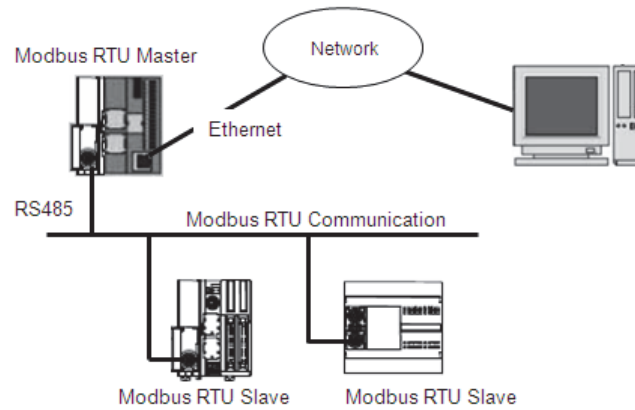 Network
Modbus RTU Master
Ethernet
RS485
Modbus RTU Communication
Modbus RTU Slave
Modbus RTU Slave